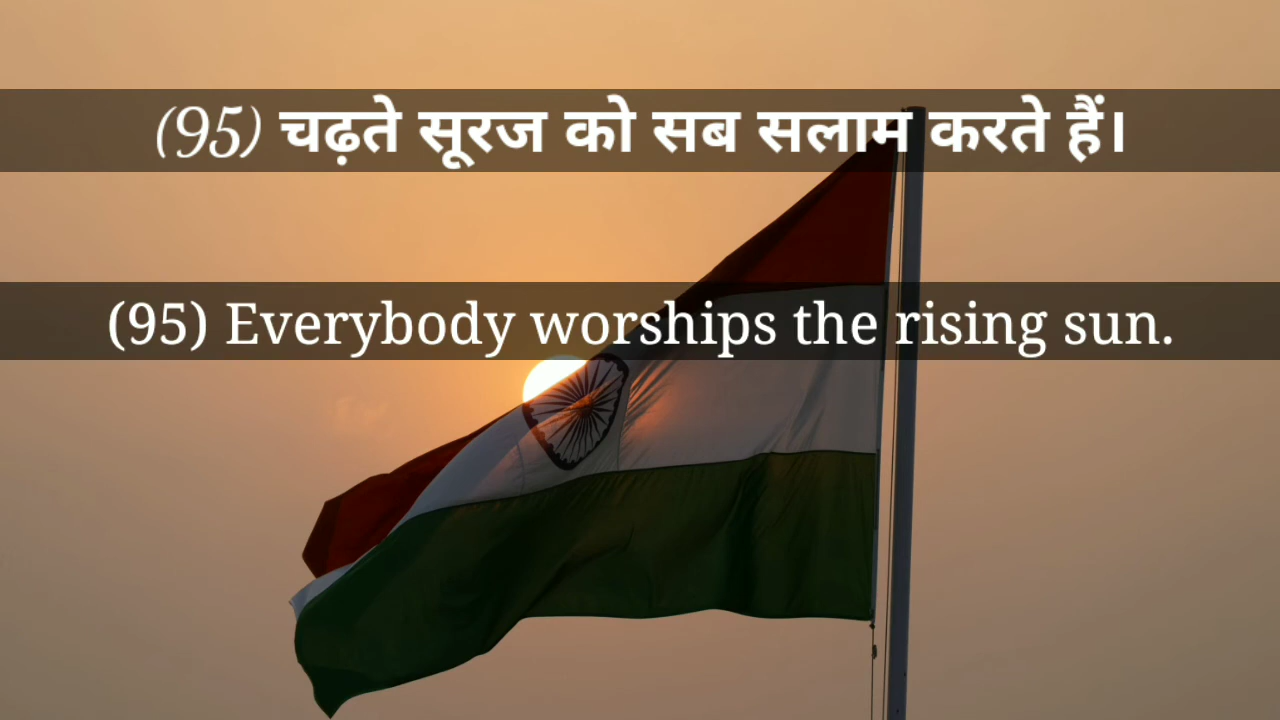 (95) चढ़ते सूरज को सब सलाम करते हैं।
(95) Everybody worships the rising sun.